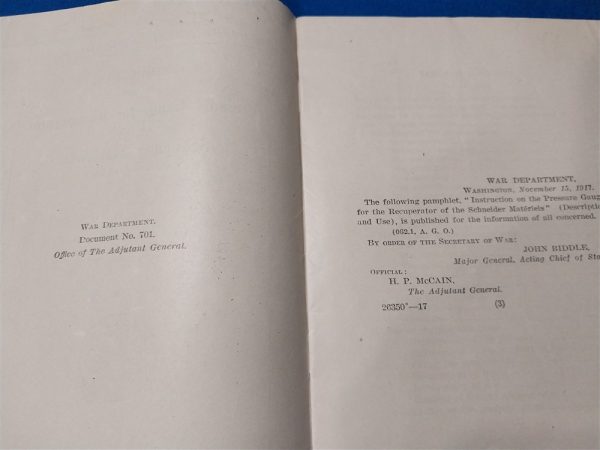 WAR DEPARTMENT.
Document No. 701.
Office of The Adjutant General.
WAR DEPARTMENT,
WASHINGTON, November 15, 1917.
The following pamphlet, "Instruction on the Pressure Gaug
for the Recuperator of the Schneider Matériels" (Descriptio
and Use), is published for the information of all concerned.
(062.1, A. G. O.)
BY ORDER OF THE SECRETARY OF WAR:
JOHN BIDDLE,
Major General, Acting Chief of Sta
OFFICIAL:
H. P. McCAIN,
The Adjutant General.
26350°—17 (3)